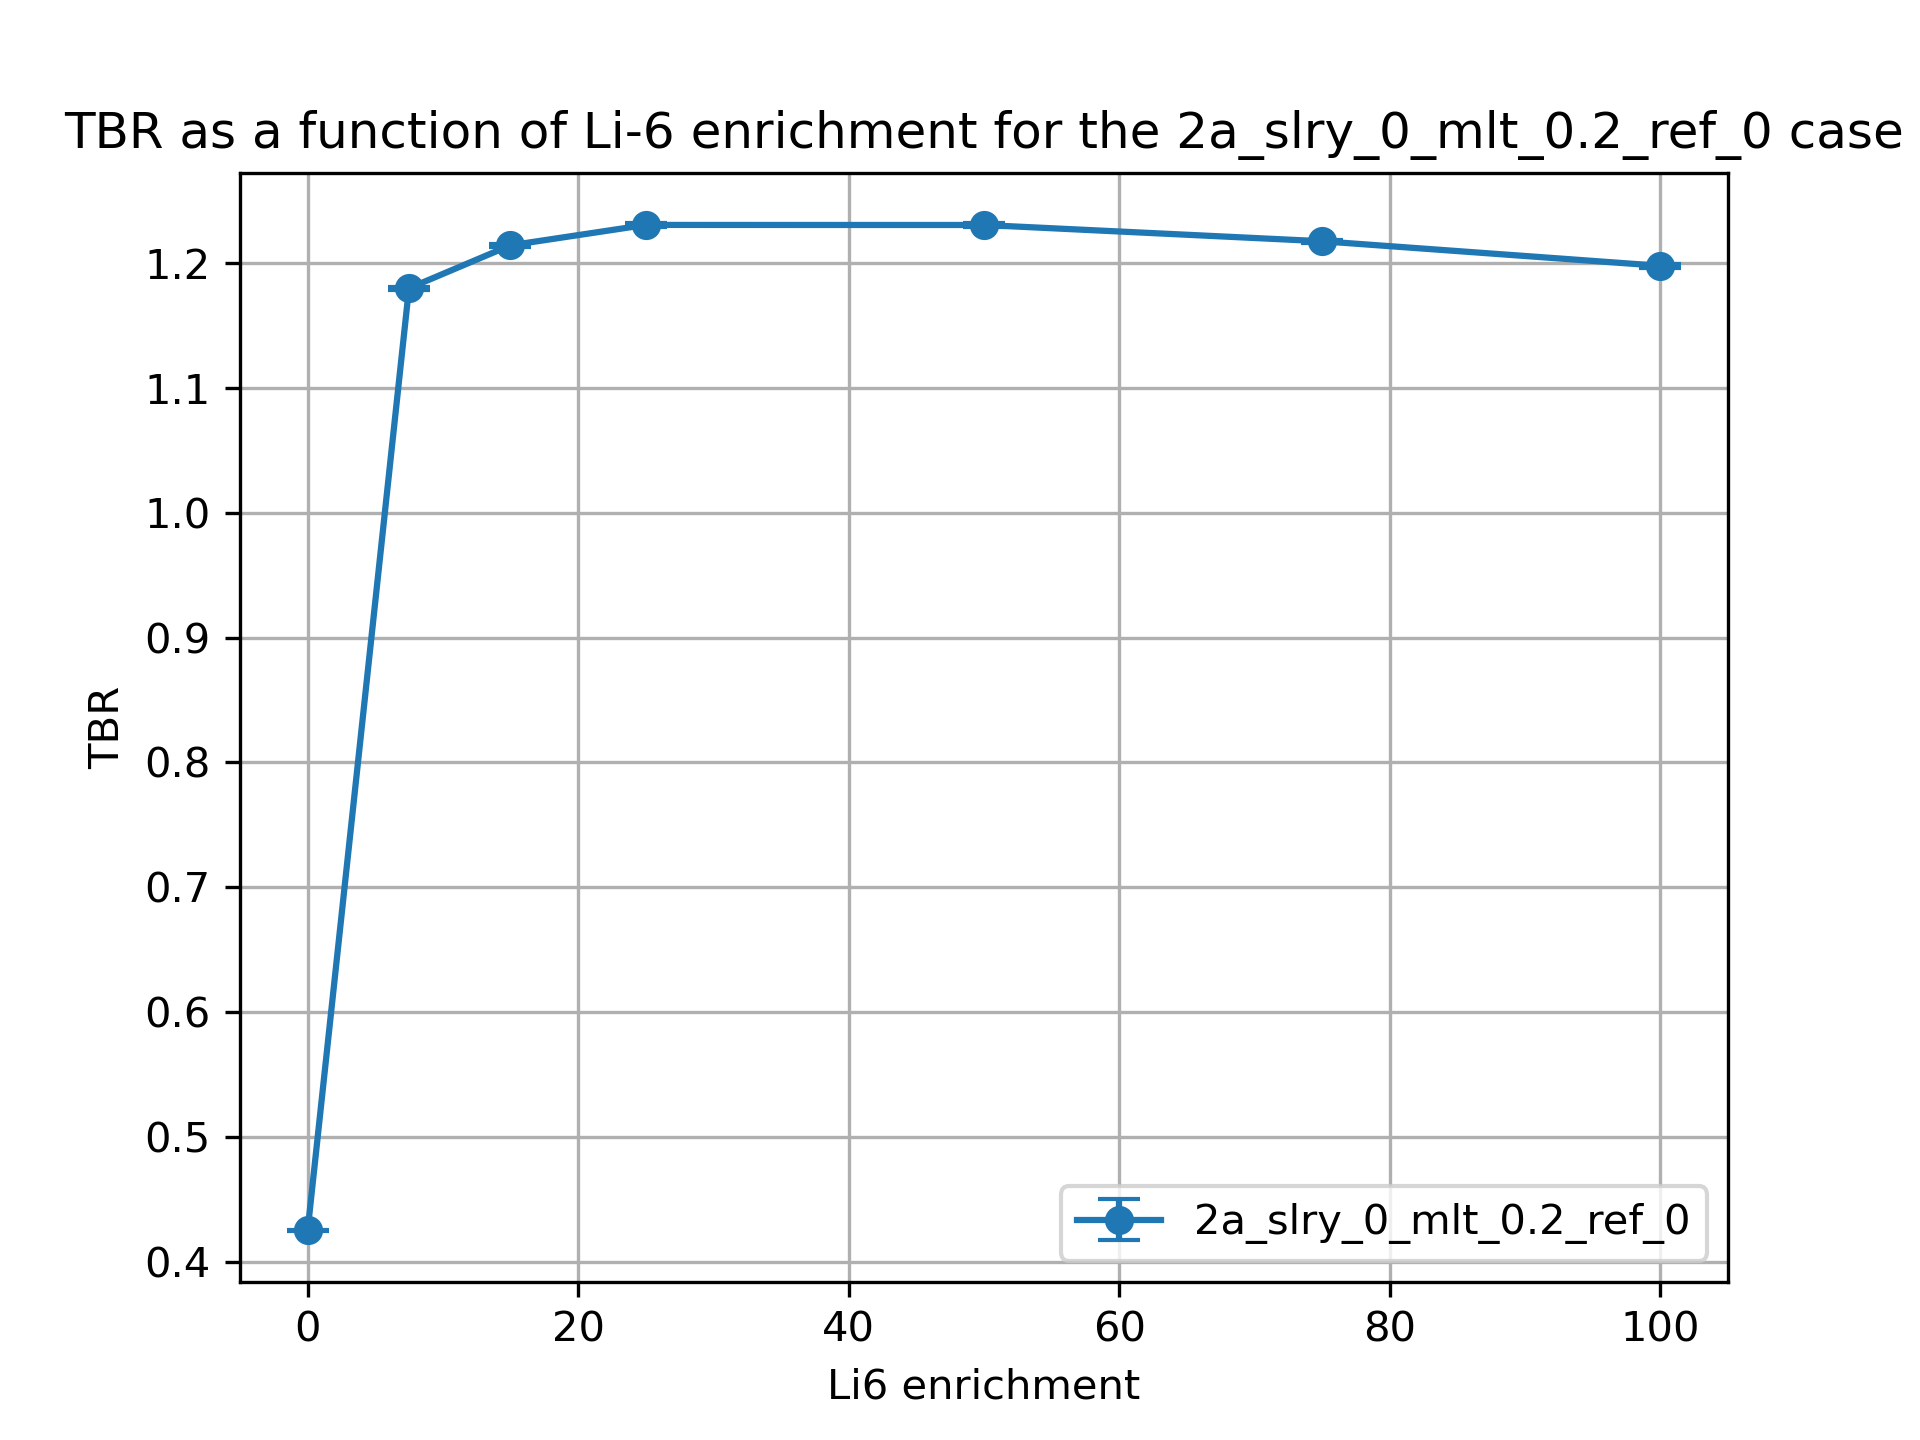 TBR as a function of Li-6 enrichment for the 2a_slry_0_mlt_0.2_ref_0 case
1.2
1.1
1.0
0.9
0.8
0.7
0.6
0.5
0.4
TBR
2a_slry_0_mlt_0.2_ref_0
0 20 40 60 80 100
Li6 enrichment